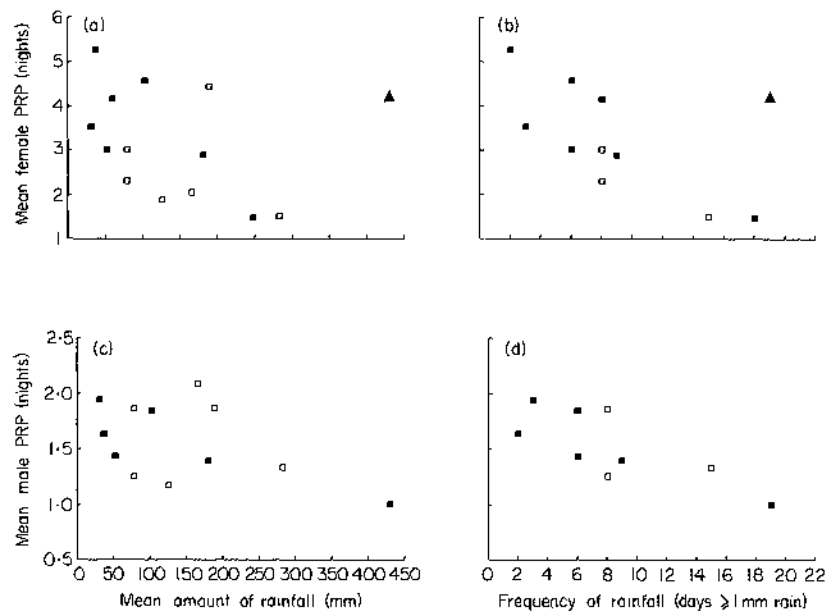 (a)
(b)
6
5
4
3
2
1
Mean female PRP (nights)
(c)
(d)
2·5
2·0
1·5
1·0
0·5
Mean male PRP (nights)
0 50 100 150 200 250 300 350 400 450
0 2 4 6 8 10 12 14 16 18 20 22
Mean amount of rainfall (mm)
Frequency of rainfall (days ⩾ 1 mm rain)